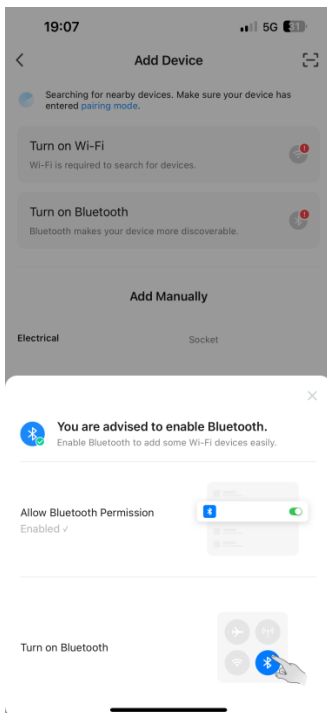 19:07
5G 31
Add Device
Searching for nearby devices. Make sure your device has
entered pairing mode.
Turn on Wi-Fi
Wi-Fi is required to search for devices.
Turn on Bluetooth
Bluetooth makes your device more discoverable.
Add Manually
Electrical
Socket
You are advised to enable Bluetooth.
Enable Bluetooth to add some Wi-Fi devices easily.
Allow Bluetooth Permission
Enabled ✓
Turn on Bluetooth